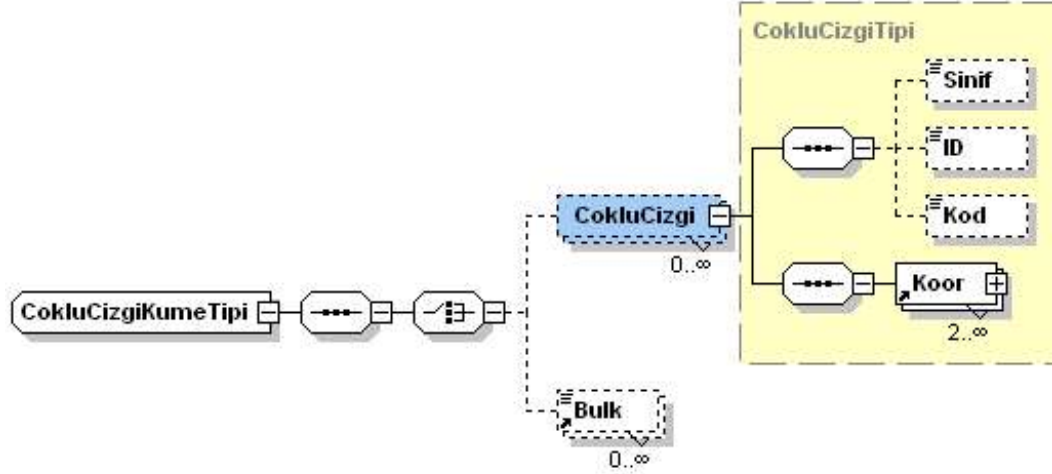 CokluCizgiTipi
Sinif
ID
Kod
CokluCizgi
0..∞
Koor
2..∞
CokluCizgiKumeTipi
Bulk
0..∞